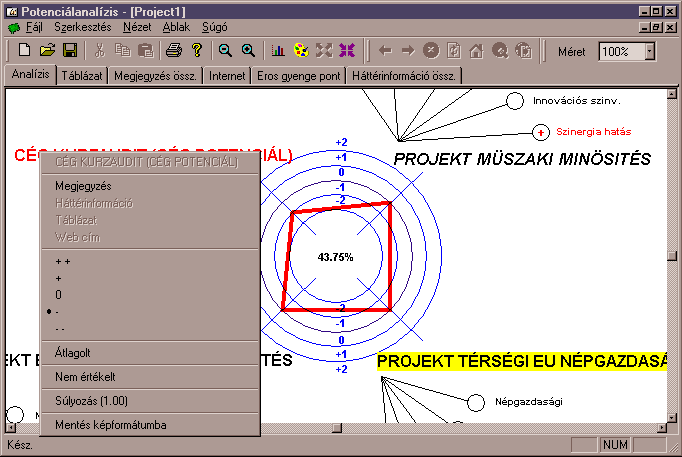 Potenciálanalízis - [Project1]
Fájl Szerkesztés Nézet Ablak Súgó
Méret 100%
Analízis Táblázat Megjegyzés össz. Internet Eros gyenge pont Háttérinformáció össz.
Innovációs szinv.
Szinergia hatás
CÉG KURZAUDIT (CÉG POTENCIÁL)
PROJEKT MÜSZAKI MINÖSITÉS
CÉG KURZAUDIT (CÉG POTENCIÁL)
Megjegyzés
Háttérinformáció
Táblázat
Web cím
+ +
+
0
-
- -
Átlagolt
Nem értékelt
Súlyozás (1.00)
Mentés képformátumba
+2
+1
0
-1
-2
43.75%
-2
-1
0
+1
+2
PROJEKT TÉRSÉGI EU NÉPGAZDASÁ
Népgazdasági
Kész.
NUM